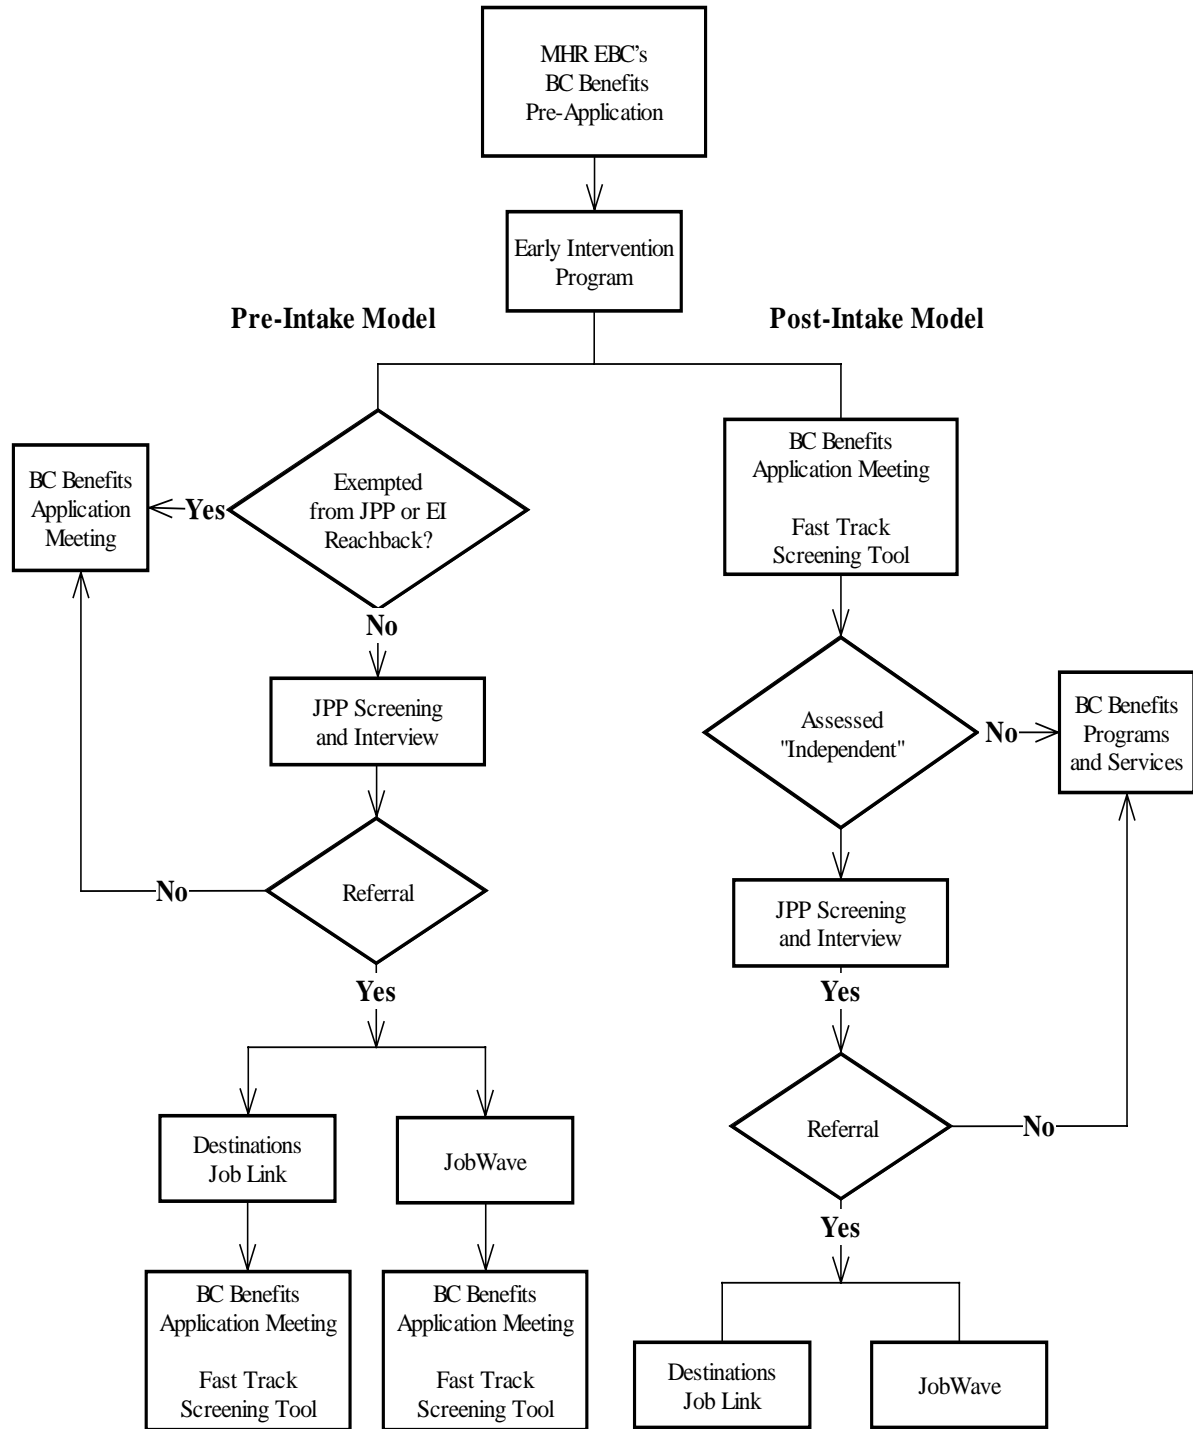 MHR EBC's
BC Benefits
Pre-Application
Early Intervention
Program
Pre-Intake Model
Post-Intake Model
Exempted
from JPP or EI
Reachback?
Yes
BC Benefits
Application
Meeting
No
JPP Screening
and Interview
Referral
No
Yes
Destinations
Job Link
JobWave
BC Benefits
Application Meeting
Fast Track
Screening Tool
BC Benefits
Application Meeting
Fast Track
Screening Tool
BC Benefits
Application Meeting
Fast Track
Screening Tool
Assessed
"Independent"
No
BC Benefits
Programs
and Services
JPP Screening
and Interview
Yes
Referral
No
Yes
Destinations
Job Link
JobWave